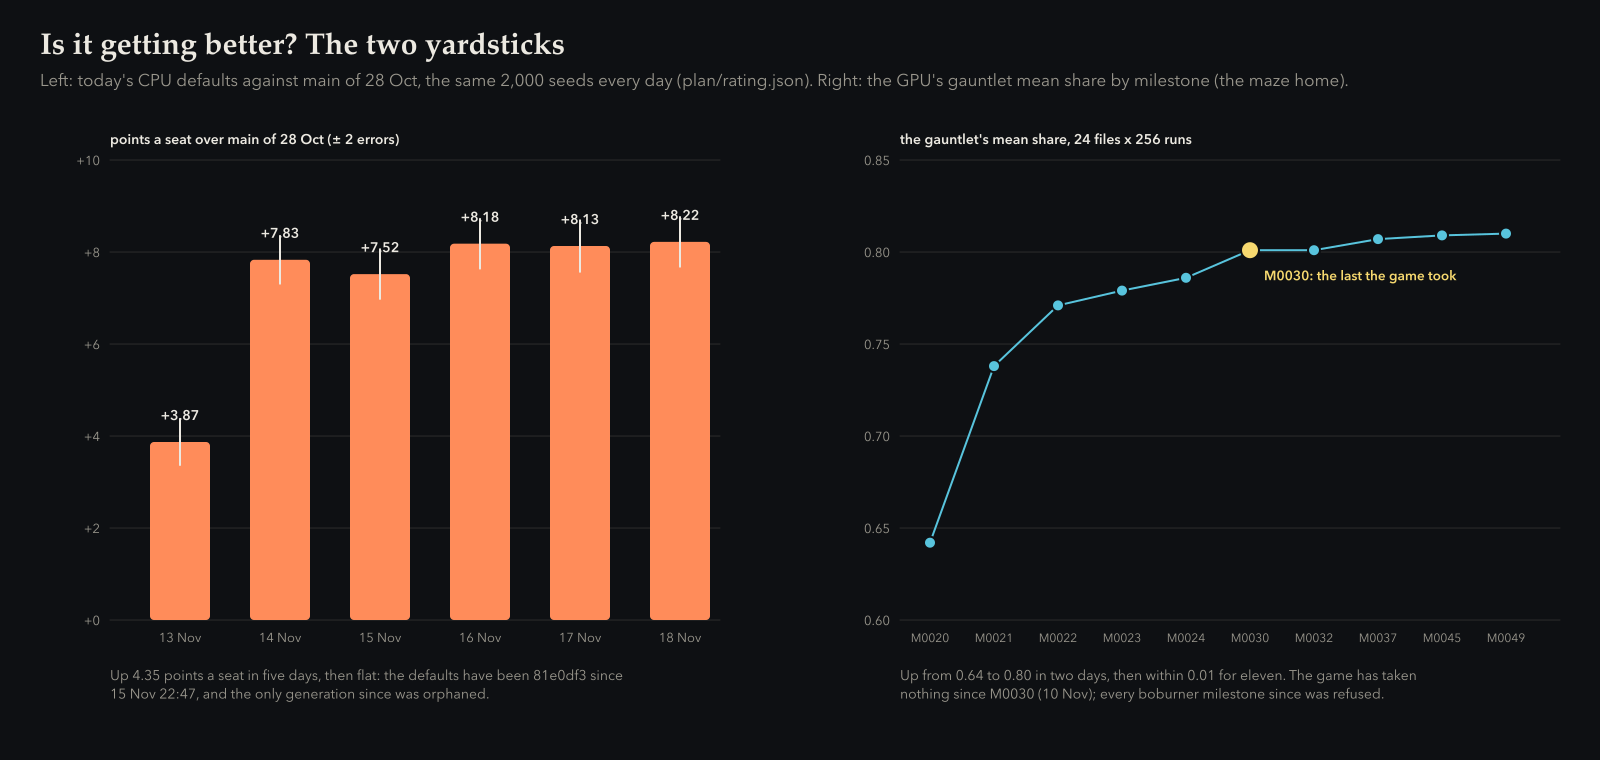 Is it getting better? The two yardsticks
Left: today's CPU defaults against main of 28 Oct, the same 2,000 seeds every day (plan/rating.json). Right: the GPU's gauntlet mean share by milestone (the maze home).
points a seat over main of 28 Oct (± 2 errors)
+10
+8
+6
+4
+2
+0
+3.87
+7.83
+7.52
+8.18
+8.13
+8.22
13 Nov
14 Nov
15 Nov
16 Nov
17 Nov
18 Nov
Up 4.35 points a seat in five days, then flat: the defaults have been 81e0df3 since
15 Nov 22:47, and the only generation since was orphaned.
the gauntlet's mean share, 24 files x 256 runs
0.85
0.80
0.75
0.70
0.65
0.60
M0030: the last the game took
M0020
M0021
M0022
M0023
M0024
M0030
M0032
M0037
M0045
M0049
Up from 0.64 to 0.80 in two days, then within 0.01 for eleven. The game has taken
nothing since M0030 (10 Nov); every boburner milestone since was refused.